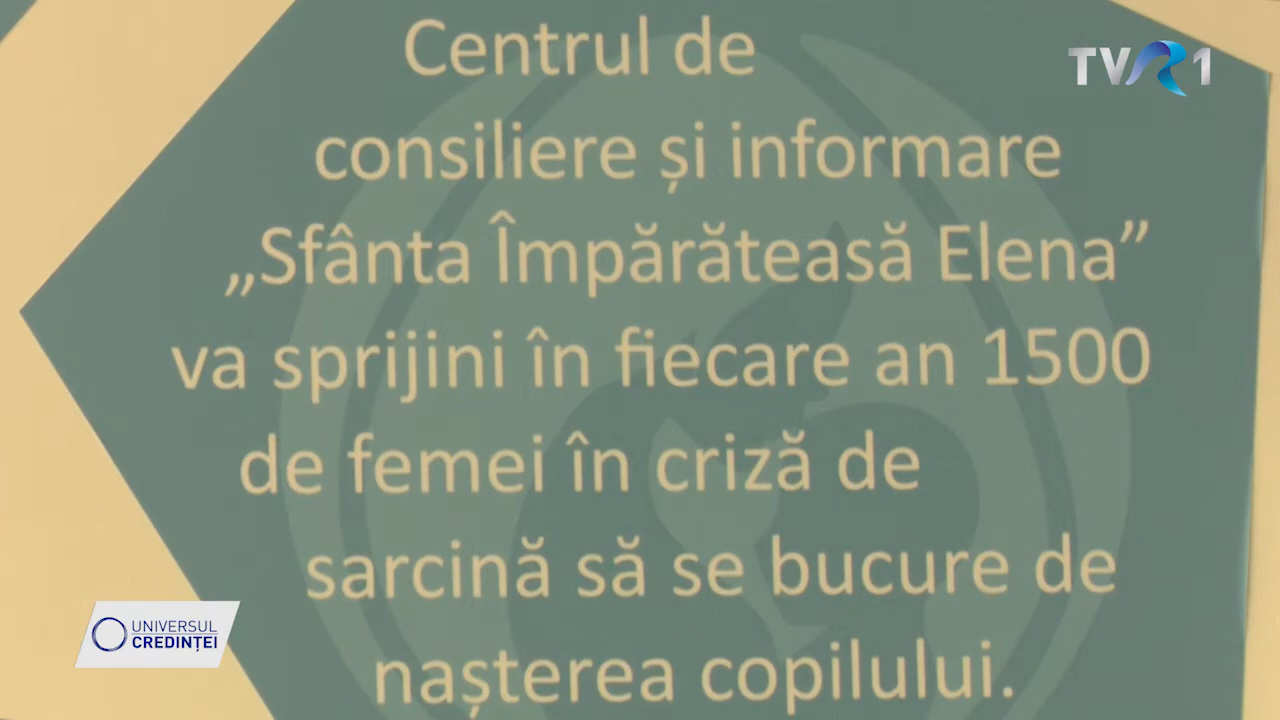 Centrul de
consiliere și informare
„Sfânta Împărăteasă Elena”
va sprijini în fiecare an 1500
de femei în criză de
sarcină să se bucure de
nașterea copilului.
TVR1
UNIVERSUL
CREDINȚEI